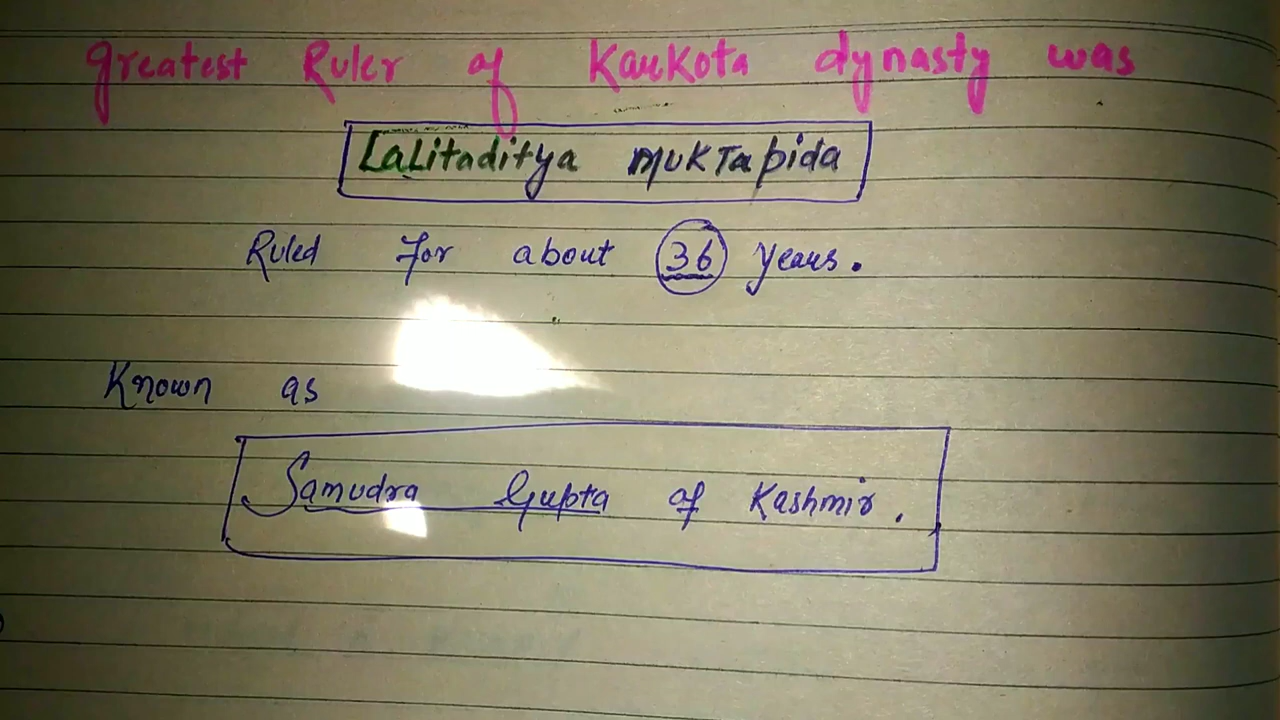 greatest Ruler of Karkota dynasty was
Lalitaditya muktapida
Ruled for about 36 years.
Known as
Samudra Gupta of Kashmir.